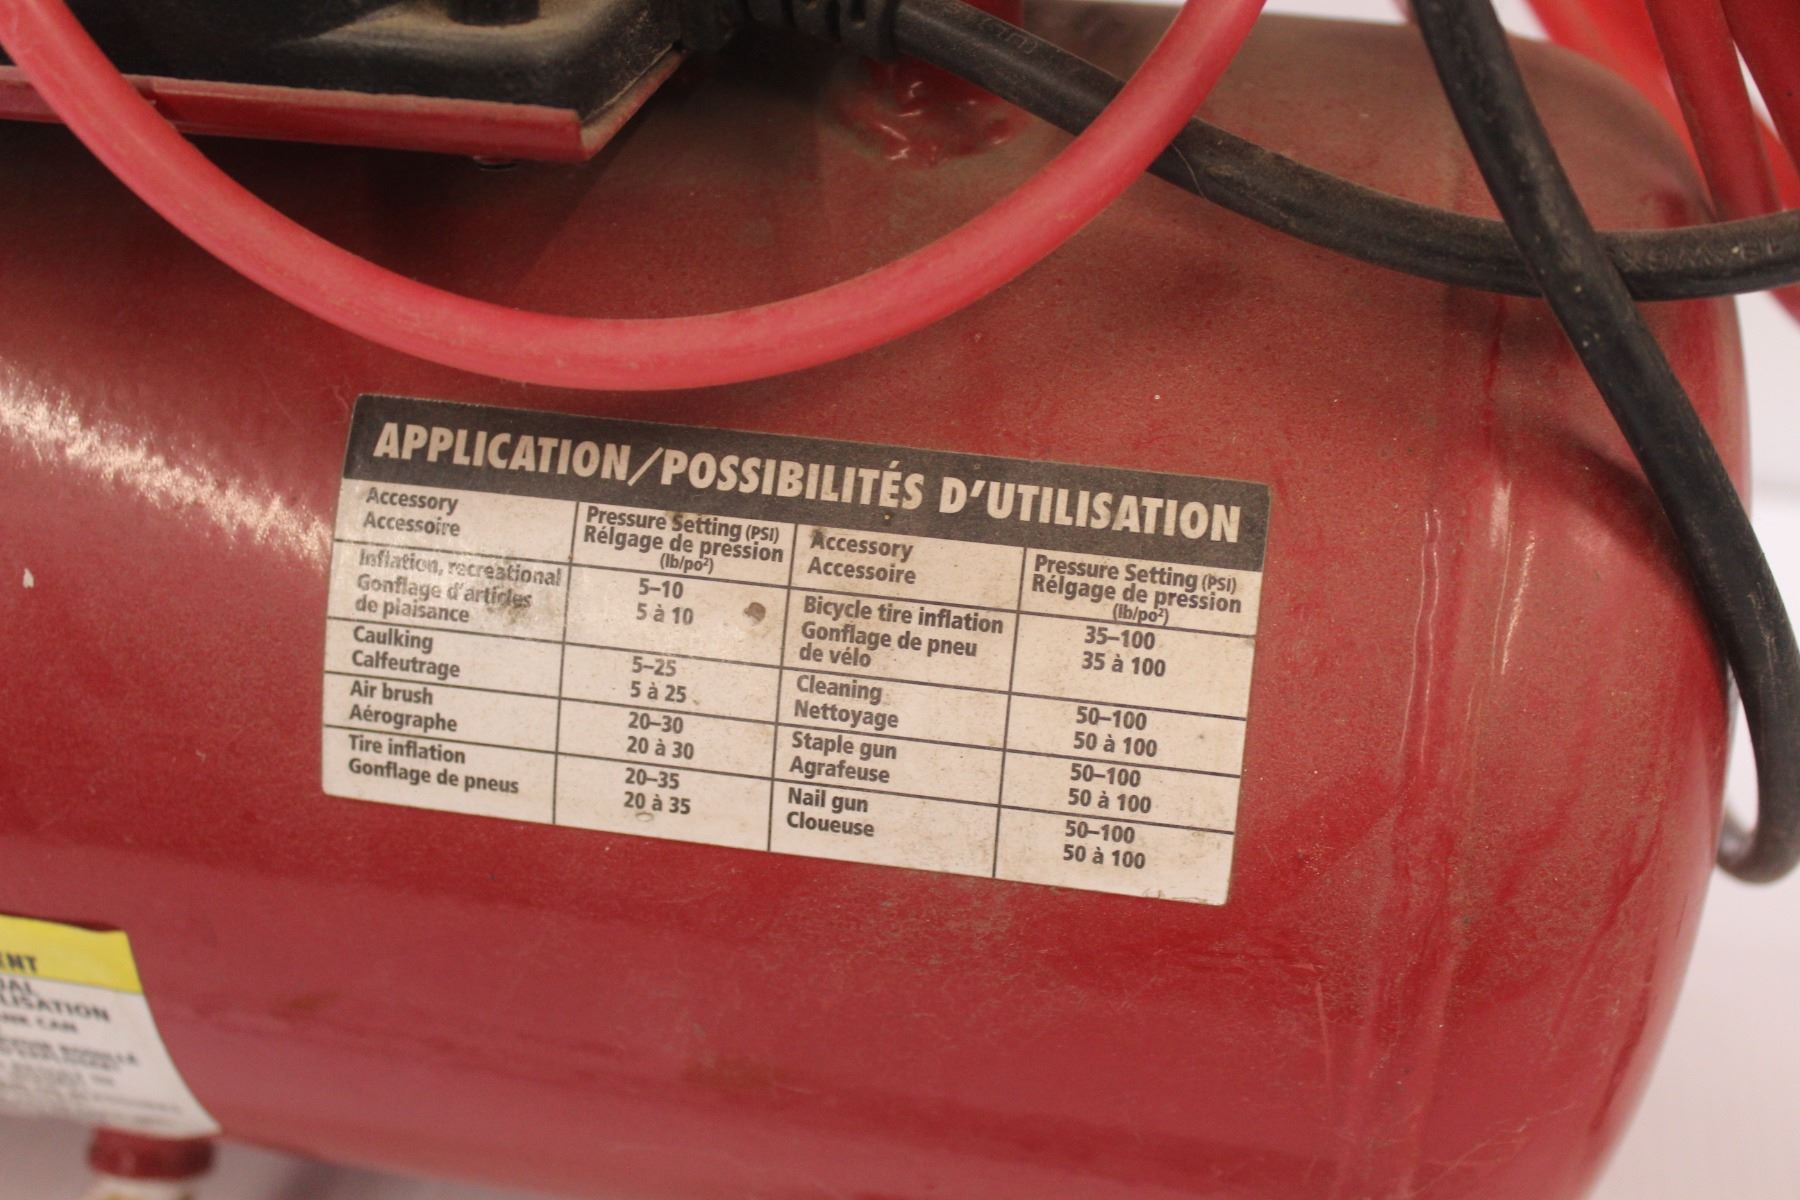 APPLICATION/POSSIBILITÉS D'UTILISATION
Accessory
Accessoire
Pressure Setting (PSI)
Rélgage de pression
(lb/po²)
Inflation, recreational
Gonflage d'articles
de plaisance
5–10
5 à 10
Caulking
Calfeutrage
5–25
5 à 25
Air brush
Aérographe
20–30
20 à 30
Tire inflation
Gonflage de pneus
20–35
20 à 35
Accessory
Accessoire
Pressure Setting (PSI)
Rélgage de pression
(lb/po²)
Bicycle tire inflation
Gonflage de pneu
de vélo
35–100
35 à 100
Cleaning
Nettoyage
50–100
50 à 100
Staple gun
Agrafeuse
50–100
50 à 100
Nail gun
Cloueuse
50–100
50 à 100
ENT
LISATION
CAN